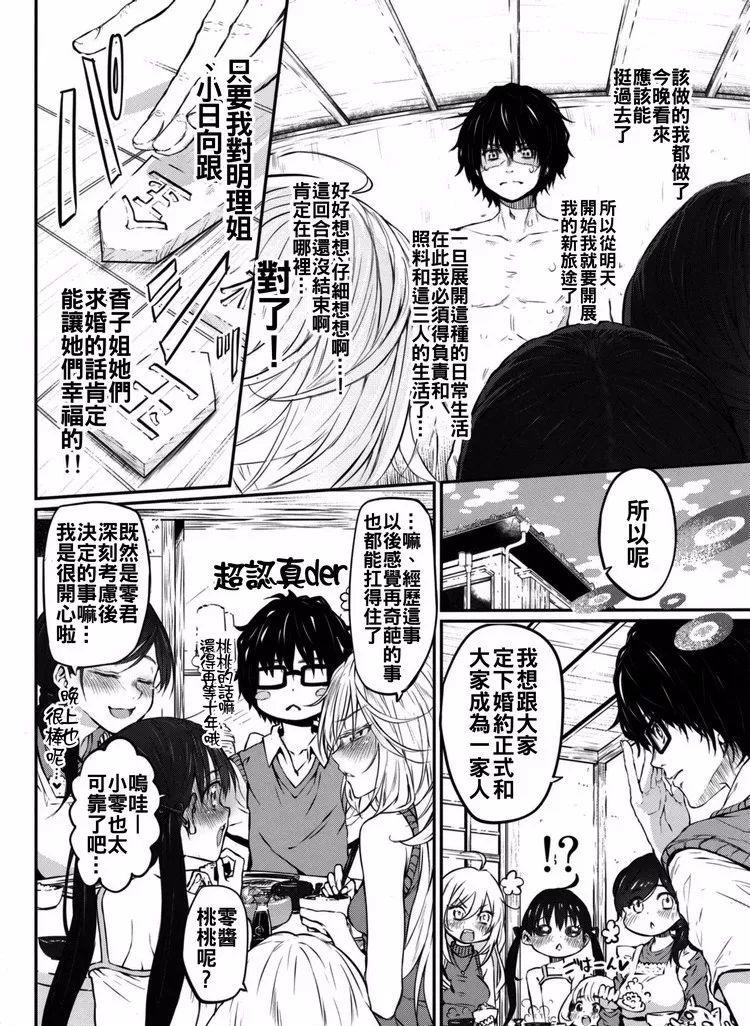 該做的我都做了
今晚看來
應該能
挺過去了
所以從明天
開始我就要開展
我的新旅途了
一旦展開這種的日常生活
在此我必須得負責和
照料和這三人的生活了…
好好想想、仔細想想啊…!
這回合還沒結束啊
肯定在哪裡…
對了!
只要我對明理姐
、小日向跟
香子姐她們
求婚的話肯定
能讓她們幸福的!!
王
玉
所以呢
我想跟大家
定下婚約正式和
大家成為一家人
!?
ごはーん♥
…嘛、經歷這事
以後感覺再奇葩的事
也都能扛得住了
超認真der
桃桃的話嘛
還得再等十年哦
既然是零君
深刻考慮後
決定的事嘛…
我是很開心啦
晚上也
很棒呢…♥
嗚哇—
小零也太
可靠了吧…
零醬
桃桃呢?